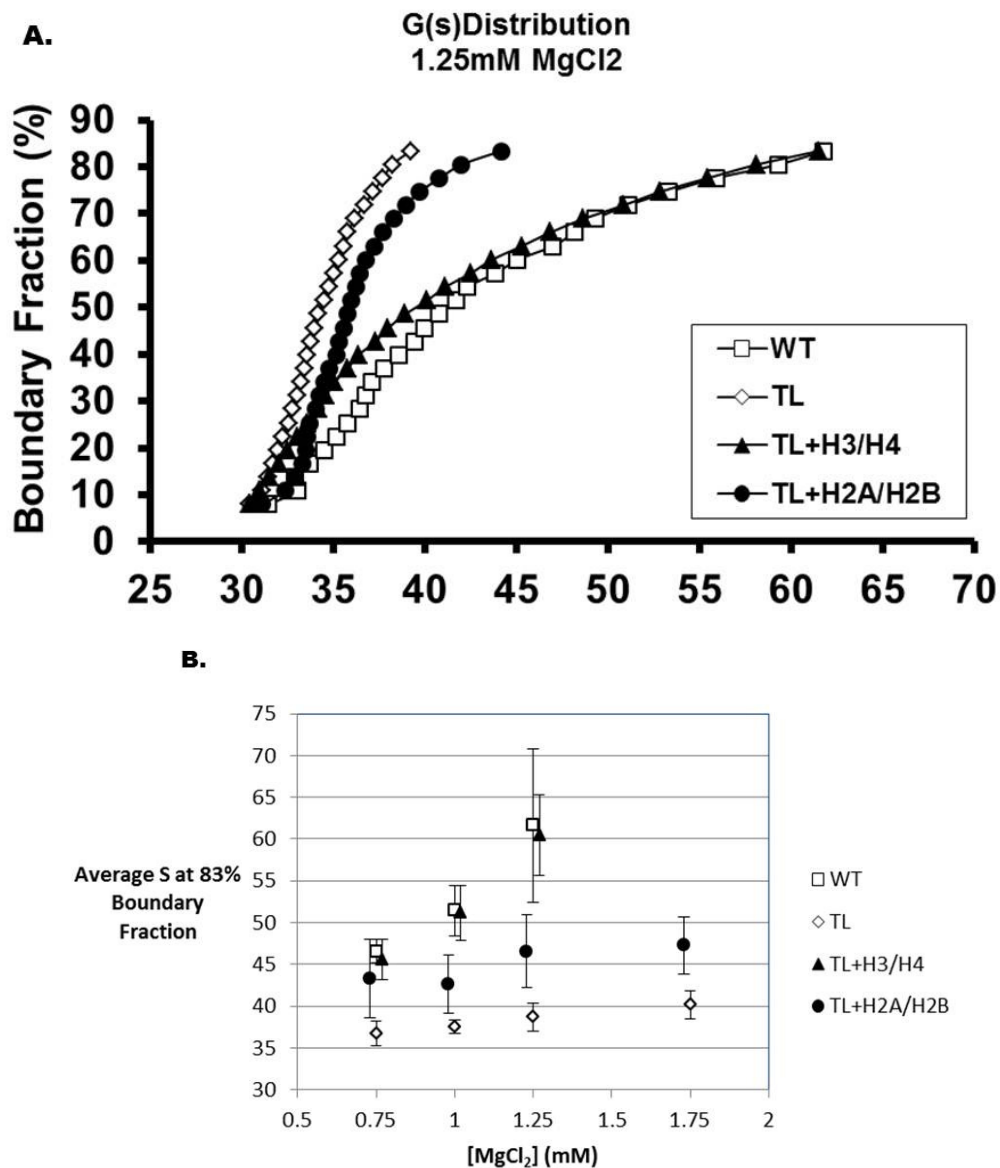 A.
G(s)Distribution
1.25mM MgCl2
Boundary Fraction (%)
90
80
70
60
50
40
30
20
10
0
25 30 35 40 45 50 55 60 65 70
WT
TL
TL+H3/H4
TL+H2A/H2B
B.
Average S at 83%
Boundary
Fraction
75
70
65
60
55
50
45
40
35
30
0.5 0.75 1 1.25 1.5 1.75 2
[MgCl₂] (mM)
WT
TL
TL+H3/H4
TL+H2A/H2B